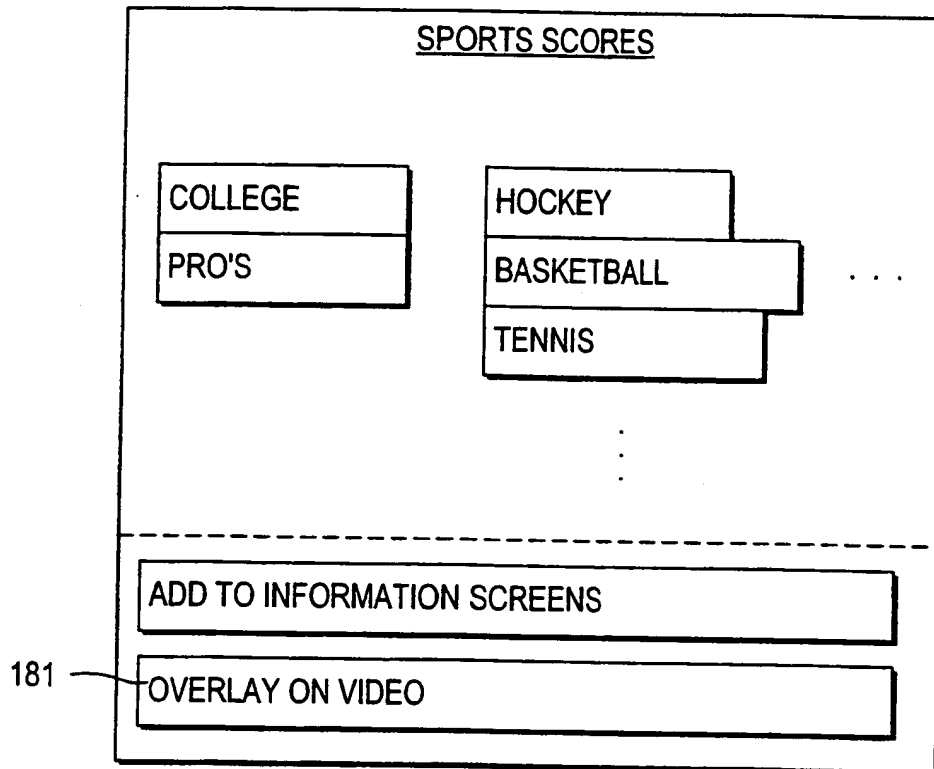 SPORTS SCORES
COLLEGE
PRO'S
HOCKEY
BASKETBALL
TENNIS
. . .
ADD TO INFORMATION SCREENS
181
OVERLAY ON VIDEO